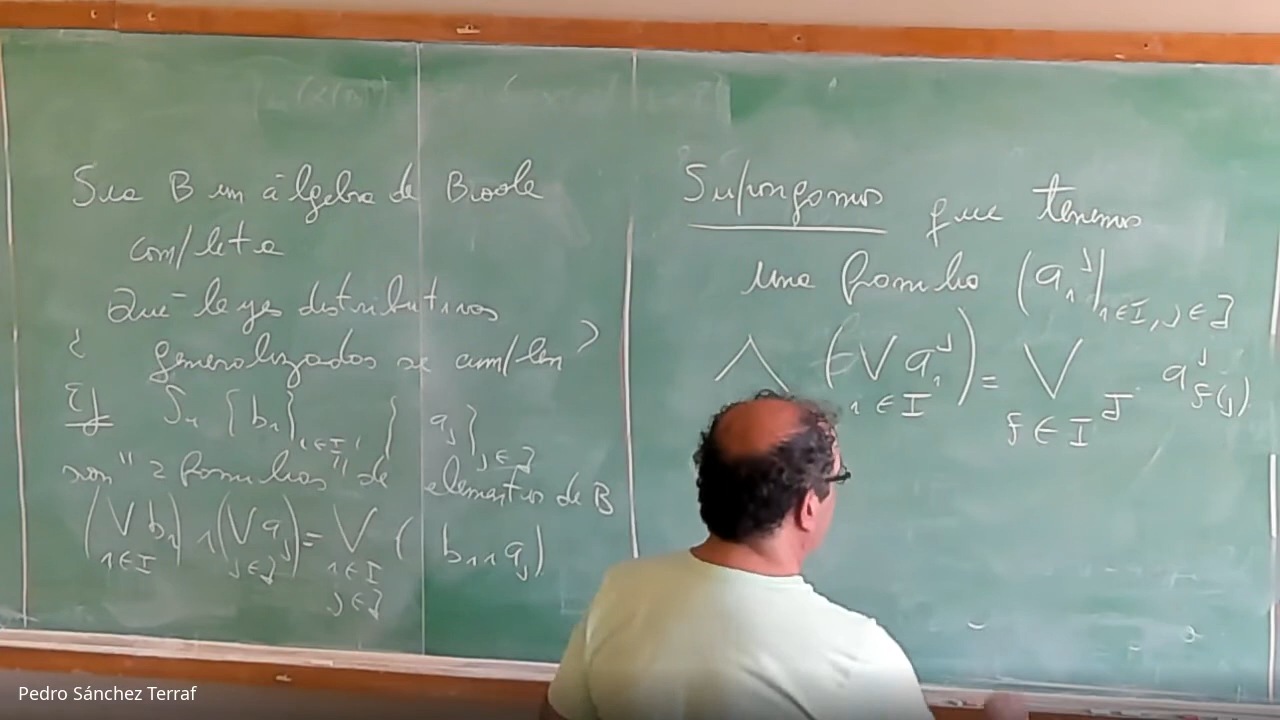 Sea B un álgebra de Boole
completa
Qué leyes distributivas
¿ generalizadas se cumplen ?
Ej Si {b_i}_{i∈I}, {a_j}_{j∈J}
son "2 familias" de elementos de B
(⋁_{i∈I} b_i) ∧ (⋁_{j∈J} a_j) = ⋁_{i∈I j∈J} (b_i ∧ a_j)
Supongamos que tenemos
una familia (a_i^j)_{i∈I, j∈J}
⋀ (⋁_{i∈I} a_i^j) = ⋁_{f∈I^J} a^j_{f(j)}
Pedro Sánchez Terraf